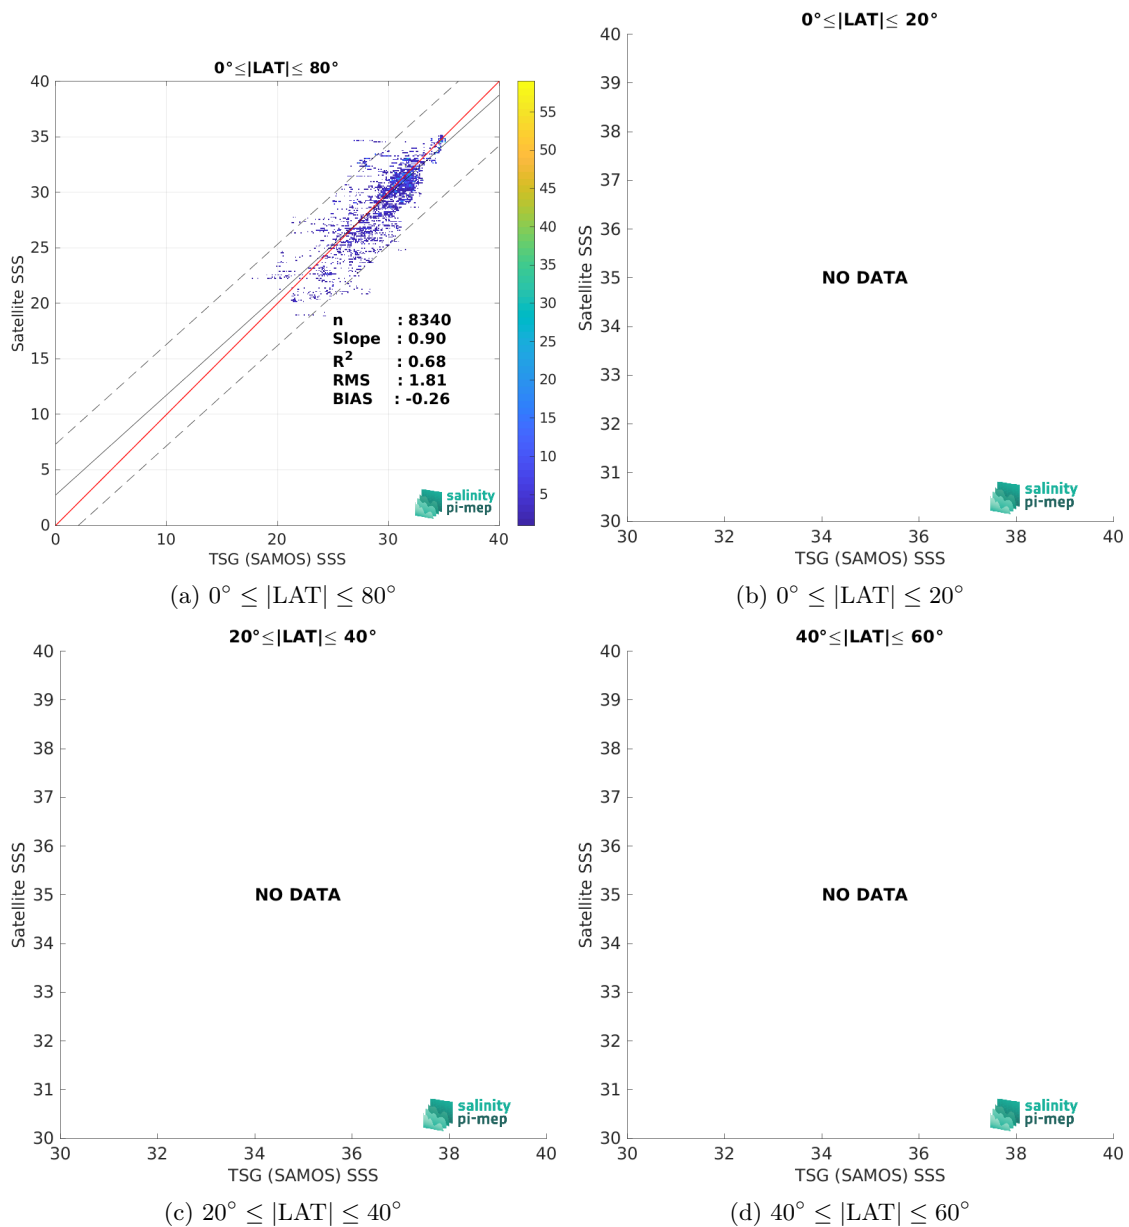 0°≤|LAT|≤ 80°
40
35
30
25
20
15
10
5
0
0
10
20
30
40
Satellite SSS
TSG (SAMOS) SSS
n : 8340
Slope : 0.90
R² : 0.68
RMS : 1.81
BIAS : -0.26
55
50
45
40
35
30
25
20
15
10
5
salinity
pi-mep
(a) 0° ≤ |LAT| ≤ 80°
0°≤|LAT|≤ 20°
40
39
38
37
36
35
34
33
32
31
30
30
32
34
36
38
40
Satellite SSS
TSG (SAMOS) SSS
NO DATA
salinity
pi-mep
(b) 0° ≤ |LAT| ≤ 20°
20°≤|LAT|≤ 40°
40
39
38
37
36
35
34
33
32
31
30
30
32
34
36
38
40
Satellite SSS
TSG (SAMOS) SSS
NO DATA
salinity
pi-mep
(c) 20° ≤ |LAT| ≤ 40°
40°≤|LAT|≤ 60°
40
39
38
37
36
35
34
33
32
31
30
30
32
34
36
38
40
Satellite SSS
TSG (SAMOS) SSS
NO DATA
salinity
pi-mep
(d) 40° ≤ |LAT| ≤ 60°